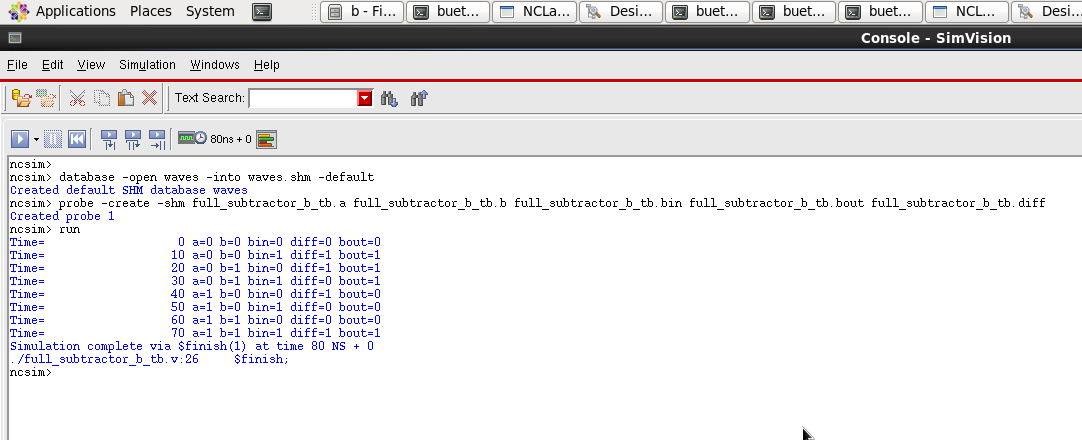 Applications Places System b - Fi... buet... NCLa... Desi... buet... buet... buet... NCL... Desi...
Console - SimVision
File Edit View Simulation Windows Help
Text Search:
80ns + 0
ncsim>
ncsim> database -open waves -into waves.shm -default
Created default SHM database waves
ncsim> probe -create -shm full_subtractor_b_tb.a full_subtractor_b_tb.b full_subtractor_b_tb.bin full_subtractor_b_tb.bout full_subtractor_b_tb.diff
Created probe 1
ncsim> run
Time= 0 a=0 b=0 bin=0 diff=0 bout=0
Time= 10 a=0 b=0 bin=1 diff=1 bout=1
Time= 20 a=0 b=1 bin=0 diff=1 bout=1
Time= 30 a=0 b=1 bin=1 diff=0 bout=1
Time= 40 a=1 b=0 bin=0 diff=1 bout=0
Time= 50 a=1 b=0 bin=1 diff=0 bout=0
Time= 60 a=1 b=1 bin=0 diff=0 bout=0
Time= 70 a=1 b=1 bin=1 diff=1 bout=1
Simulation complete via $finish(1) at time 80 NS + 0
./full_subtractor_b_tb.v:26 $finish;
ncsim>